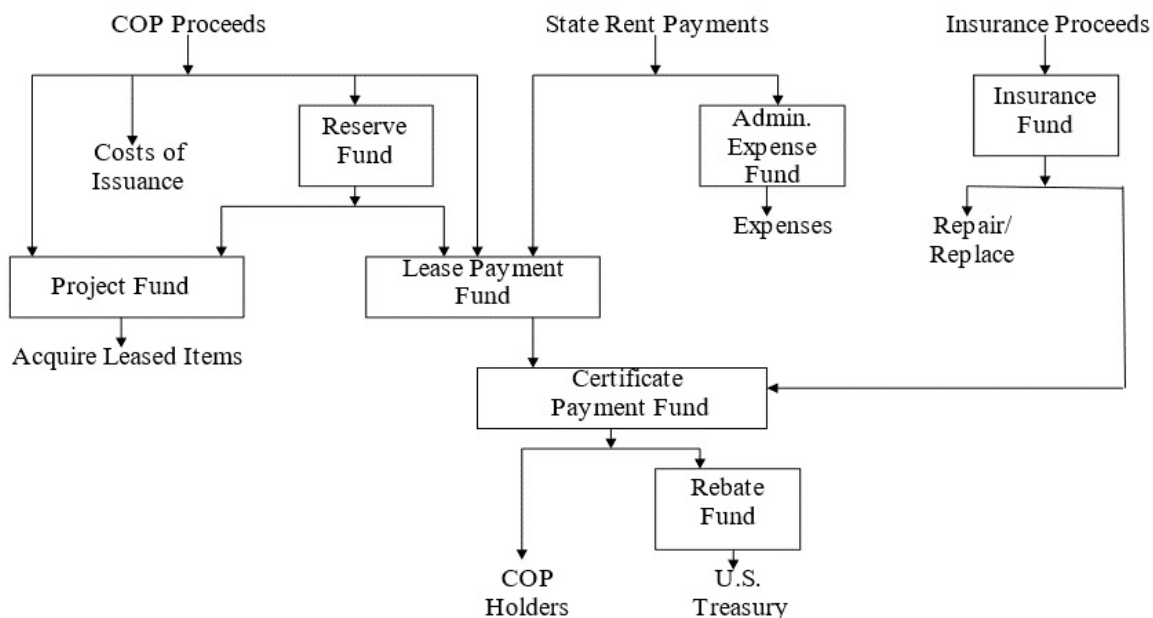 COP Proceeds
State Rent Payments
Insurance Proceeds
Reserve
Fund
Costs of
Issuance
Admin.
Expense
Fund
Insurance
Fund
Expenses
Repair/
Replace
Project Fund
Lease Payment
Fund
Acquire Leased Items
Certificate
Payment Fund
Rebate
Fund
COP
Holders
U.S.
Treasury